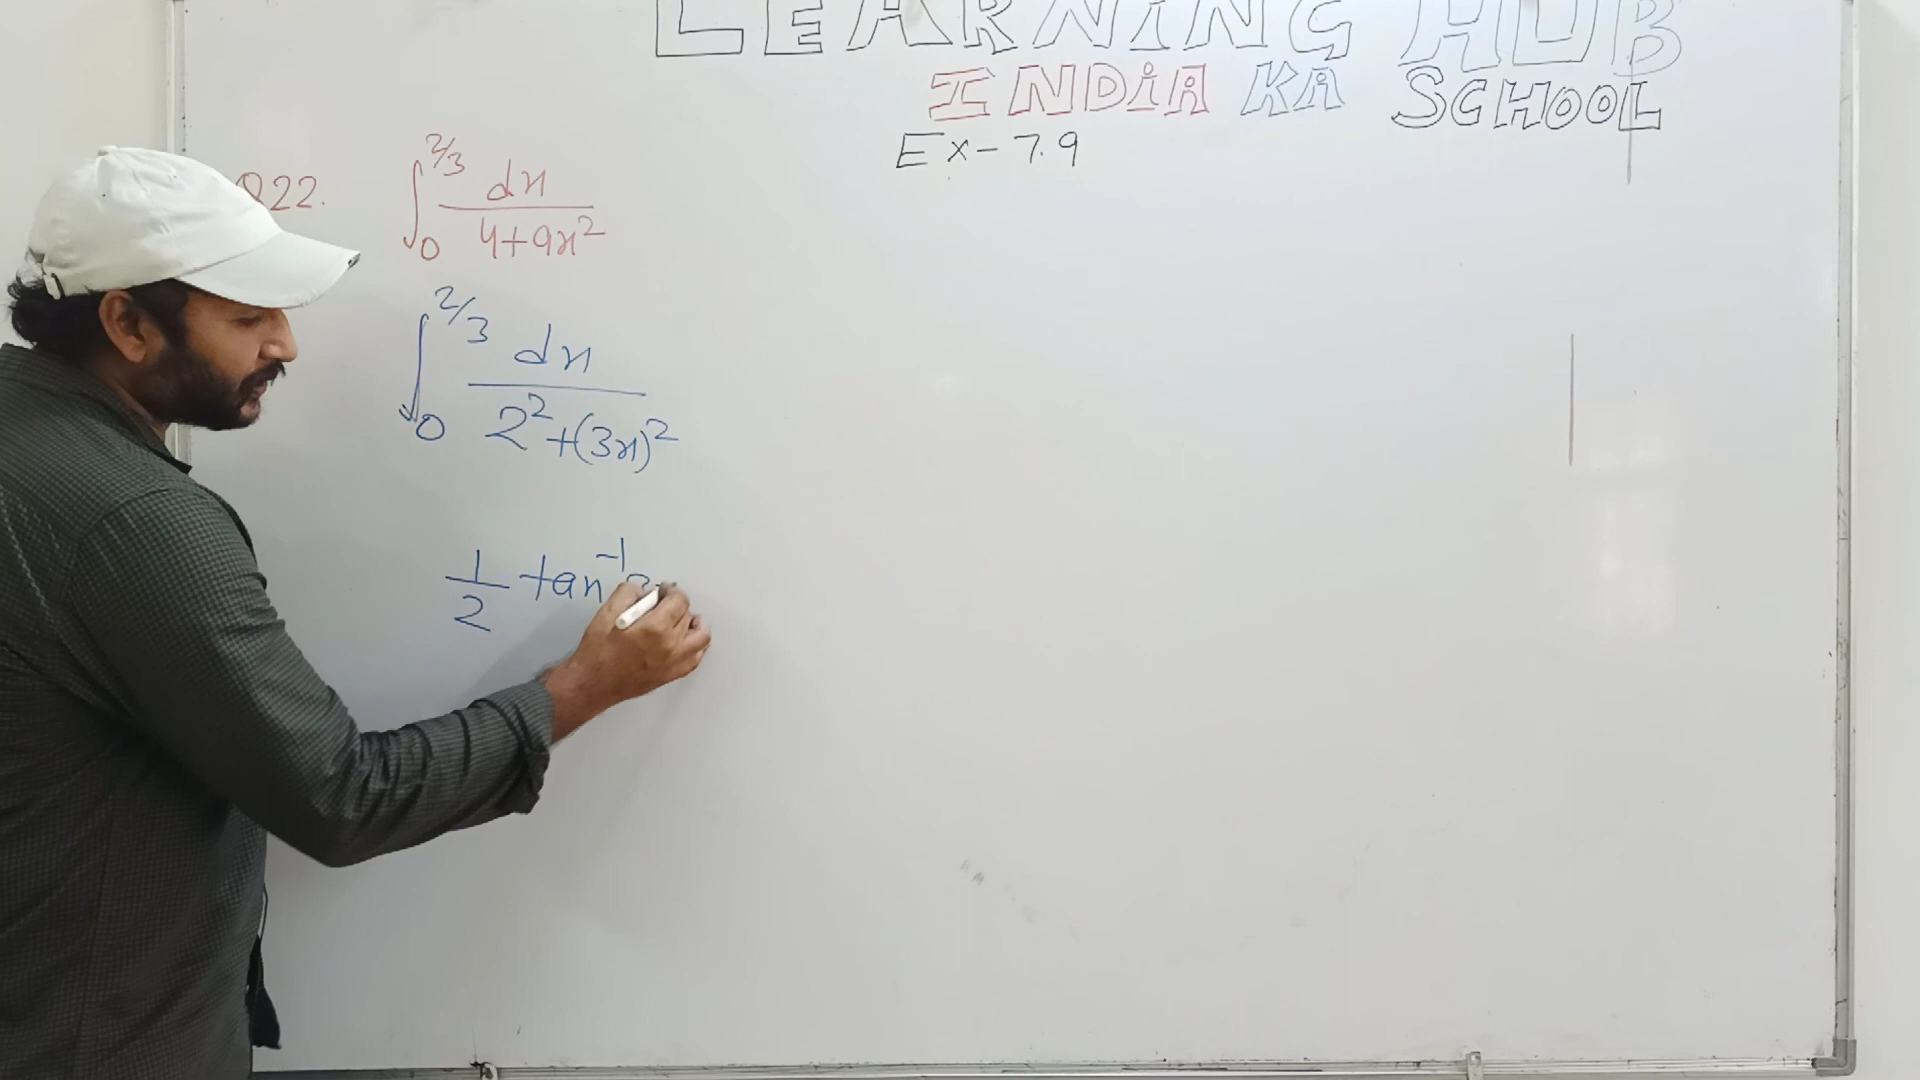 LEARNING HUB
INDIA KA SCHOOL
Ex-7.9
Q22. ∫₀^2/3 dx / 4+9x²
∫₀^2/3 dx / 2²+(3x)²
1/2 tan⁻¹